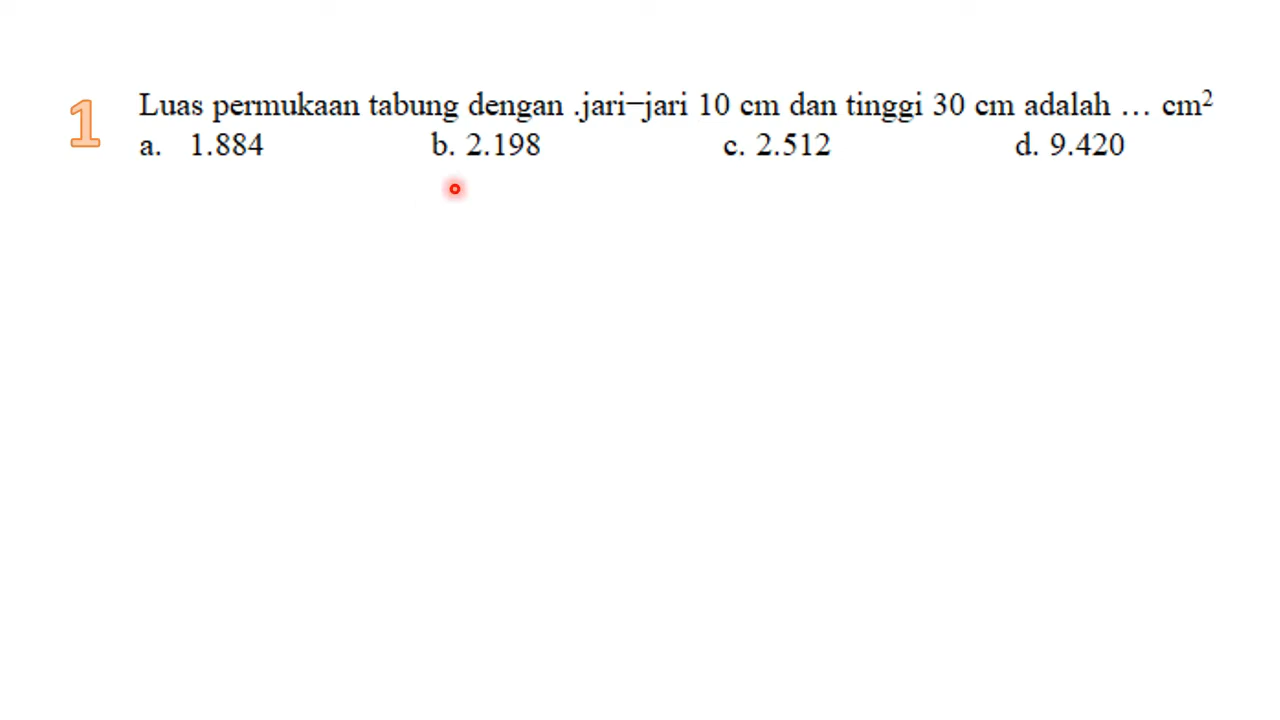 1
Luas permukaan tabung dengan .jari−jari 10 cm dan tinggi 30 cm adalah … cm²
a. 1.884 b. 2.198 c. 2.512 d. 9.420